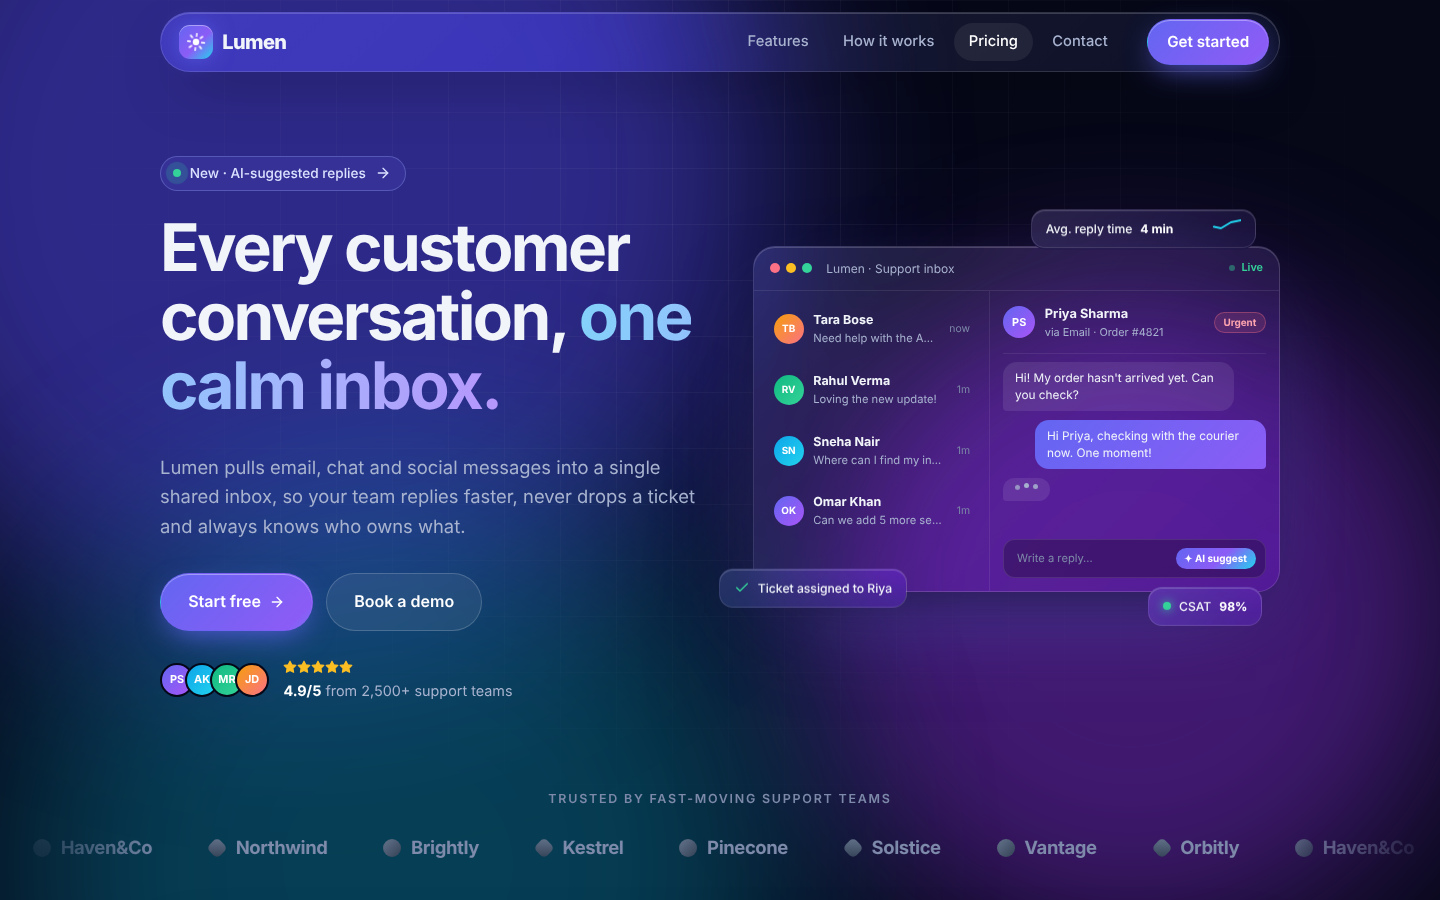 Lumen
Features
How it works
Pricing
Contact
Get started
New · AI-suggested replies
Every customer
conversation, one
calm inbox.
Lumen pulls email, chat and social messages into a single
shared inbox, so your team replies faster, never drops a ticket
and always knows who owns what.
Start free
Book a demo
PS AK MR JD
4.9/5 from 2,500+ support teams
Avg. reply time 4 min
Lumen · Support inbox
Live
TB
Tara Bose
Need help with the A...
now
RV
Rahul Verma
Loving the new update!
1m
SN
Sneha Nair
Where can I find my in...
1m
OK
Omar Khan
Can we add 5 more se...
1m
PS
Priya Sharma
via Email · Order #4821
Urgent
Hi! My order hasn't arrived yet. Can
you check?
Hi Priya, checking with the courier
now. One moment!
Write a reply...
AI suggest
Ticket assigned to Riya
CSAT 98%
TRUSTED BY FAST-MOVING SUPPORT TEAMS
Haven&Co
Northwind
Brightly
Kestrel
Pinecone
Solstice
Vantage
Orbitly
Haven&Co